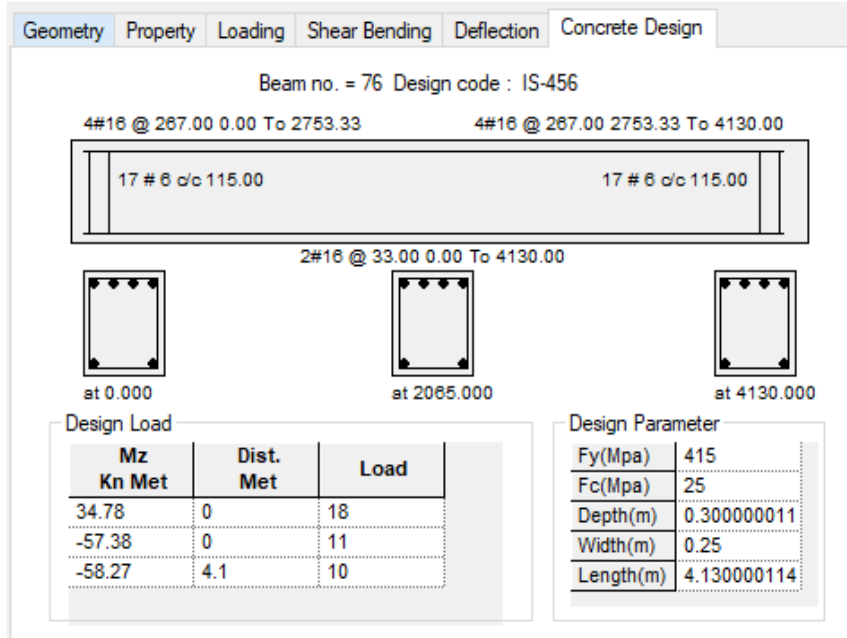 Geometry Property Loading Shear Bending Deflection Concrete Design
Beam no. = 76 Design code : IS-456
4#16 @ 267.00 0.00 To 2753.33 4#16 @ 267.00 2753.33 To 4130.00
17 # 6 c/c 115.00 17 # 6 c/c 115.00
2#16 @ 33.00 0.00 To 4130.00
at 0.000 at 2065.000 at 4130.000
Design Load
Mz Dist. Load
Kn Met Met
34.78 0 18
-57.38 0 11
-58.27 4.1 10
Design Parameter
Fy(Mpa) 415
Fc(Mpa) 25
Depth(m) 0.300000011
Width(m) 0.25
Length(m) 4.130000114